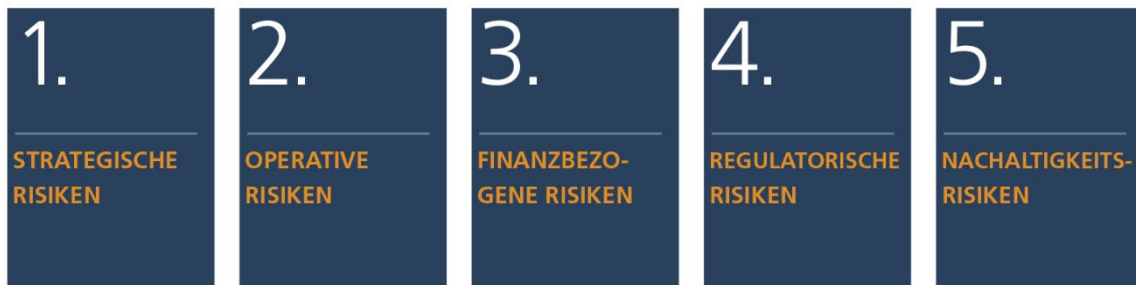 1.
STRATEGISCHE
RISIKEN
2.
OPERATIVE
RISIKEN
3.
FINANZBEZO-
GENE RISIKEN
4.
REGULATORISCHE
RISIKEN
5.
NACHALTIGKEITS-
RISIKEN